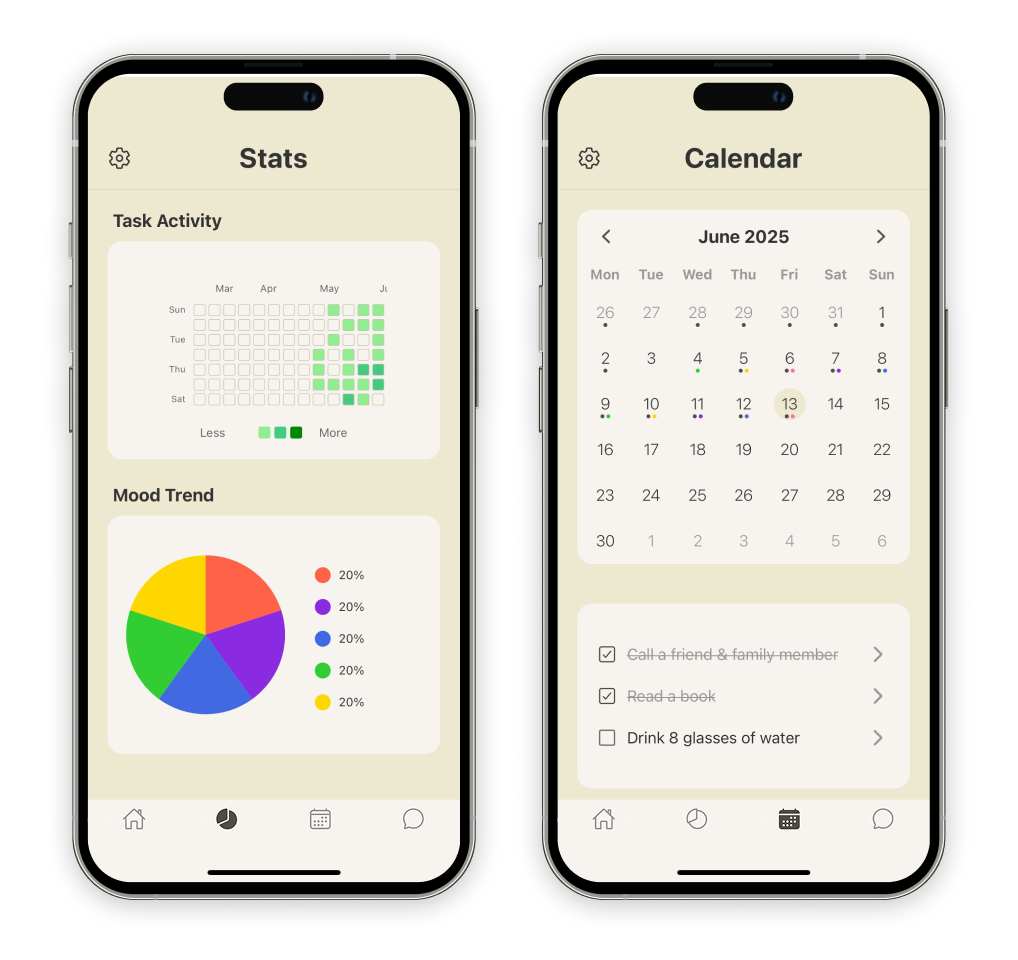 Stats
Task Activity
Mar Apr May Ju
Sun
Tue
Thu
Sat
Less More
Mood Trend
20%
20%
20%
20%
20%
Calendar
June 2025
Mon Tue Wed Thu Fri Sat Sun
26 27 28 29 30 31 1
2 3 4 5 6 7 8
9 10 11 12 13 14 15
16 17 18 19 20 21 22
23 24 25 26 27 28 29
30 1 2 3 4 5 6
Call a friend & family member
Read a book
Drink 8 glasses of water